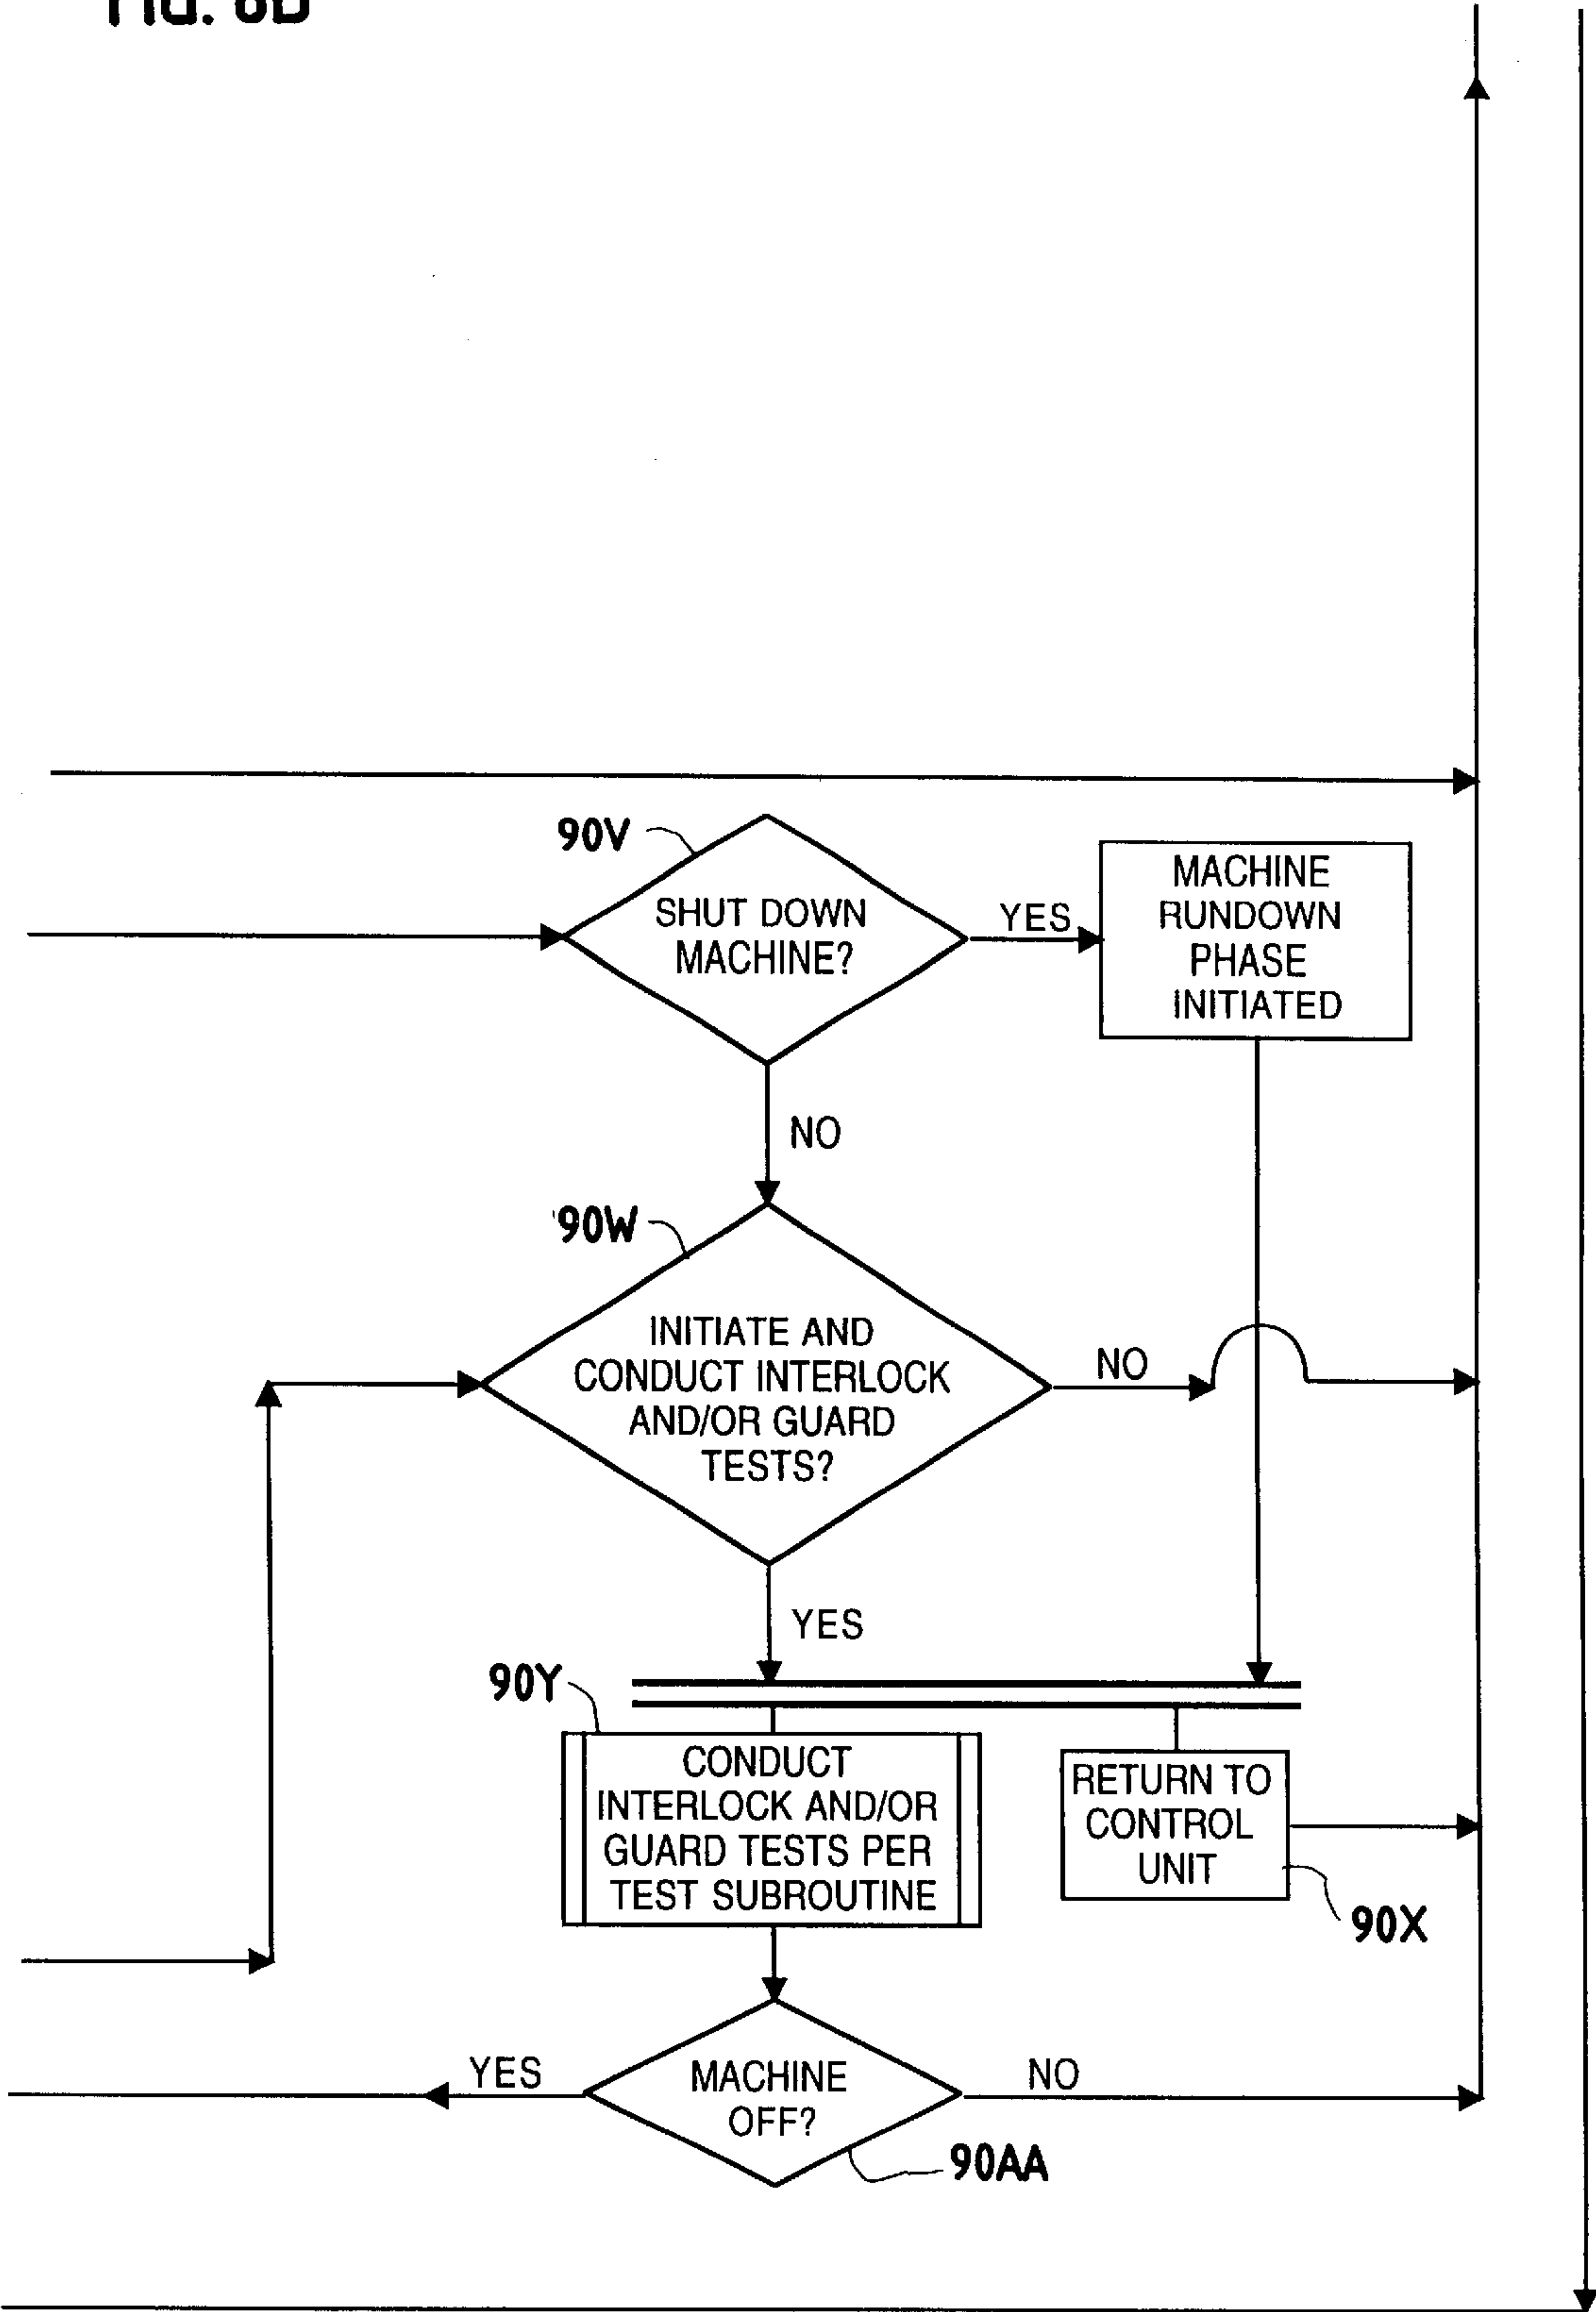 90V
SHUT DOWN
MACHINE?
YES
MACHINE
RUNDOWN
PHASE
INITIATED
NO
90W
INITIATE AND
CONDUCT INTERLOCK
AND/OR GUARD
TESTS?
NO
YES
90Y
CONDUCT
INTERLOCK AND/OR
GUARD TESTS PER
TEST SUBROUTINE
RETURN TO
CONTROL
UNIT
90X
YES
MACHINE
OFF?
NO
90AA